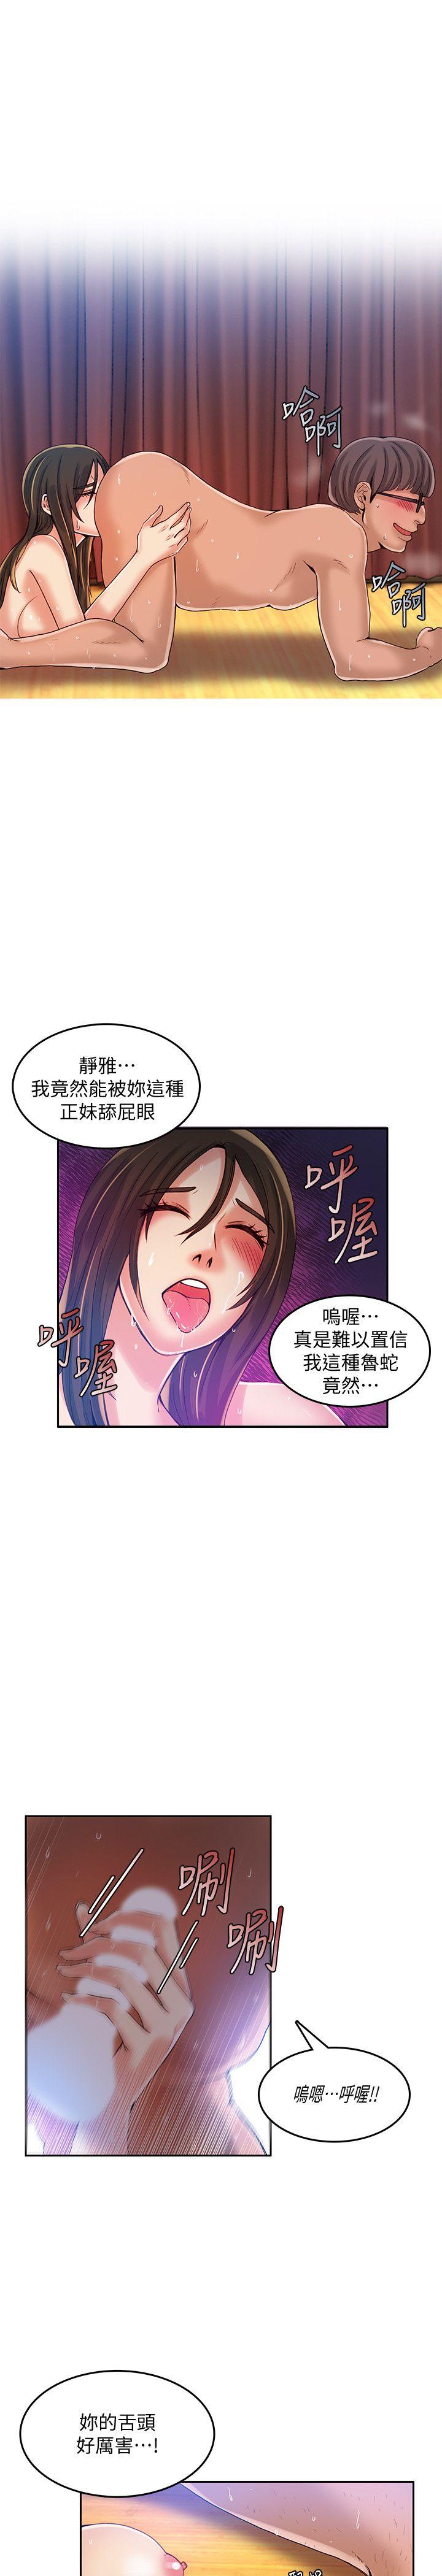 哈啊
哈啊
靜雅…
我竟然能被妳這種
正妹舔屁眼
呼喔
嗚喔…
真是難以置信
我這種魯蛇
竟然…
呼喔
唰
唰
嗚嗯…呼喔!!
妳的舌頭
好厲害…!